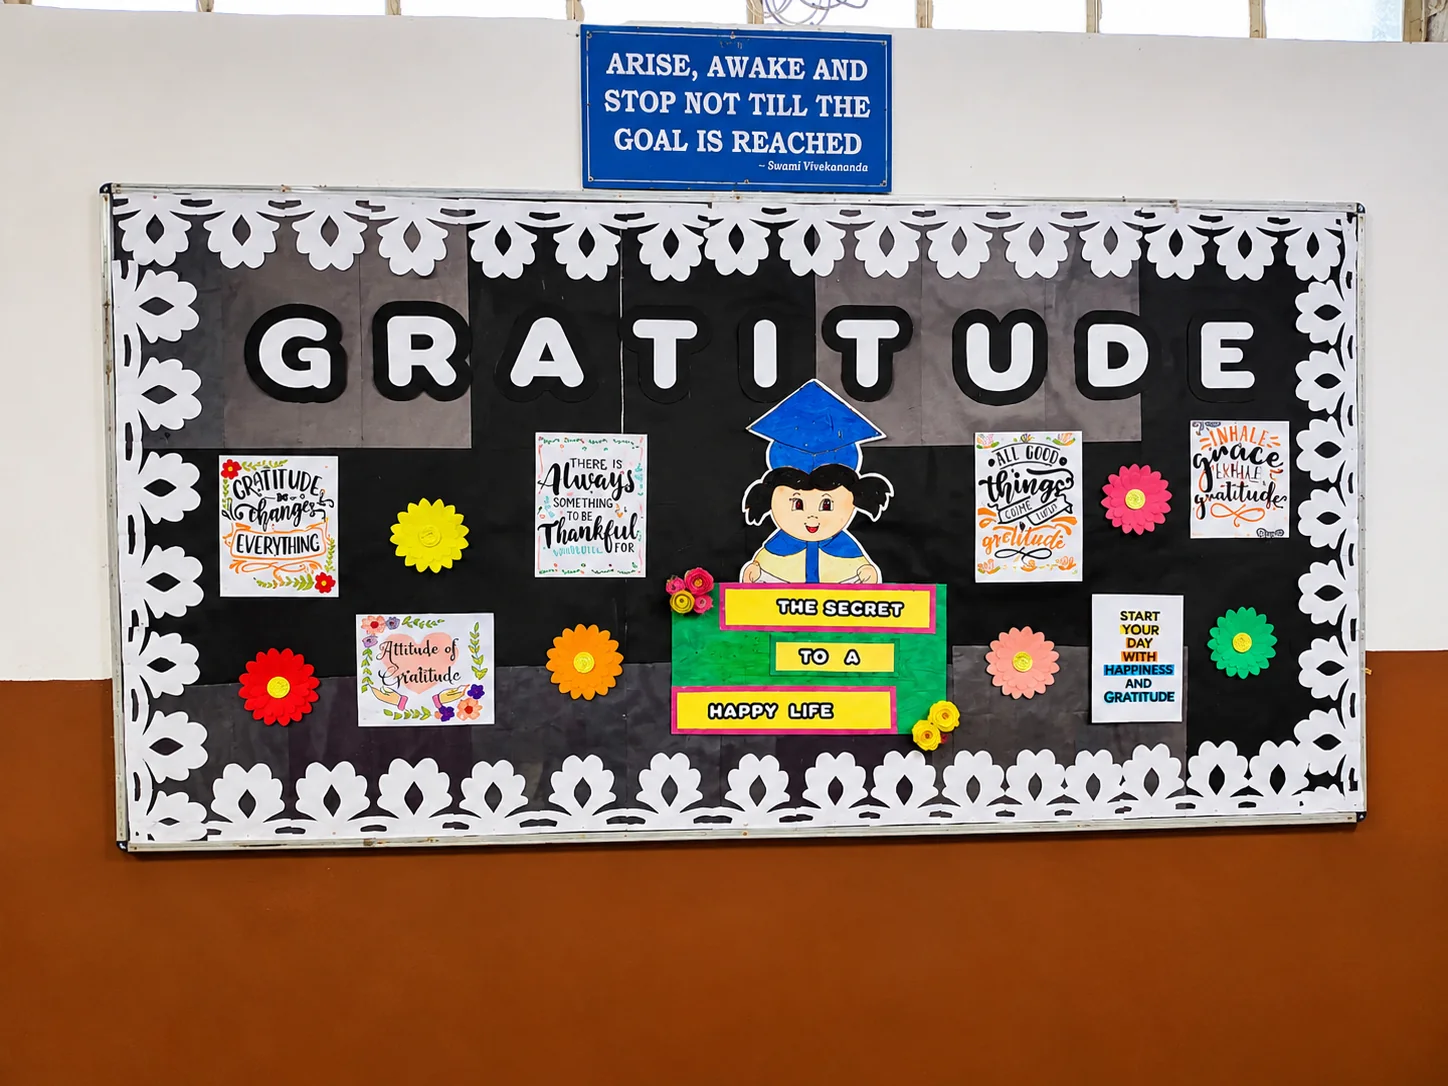 ARISE, AWAKE AND
STOP NOT TILL THE
GOAL IS REACHED
~ Swami Vivekananda
GRATITUDE
GRATITUDE
changes
EVERYTHING
THERE IS
Always
SOMETHING
TO BE
Thankful
FOR
ALL GOOD
things
COME
gretitude
INHALE
grace
EXHALE
gratitude
Attitude of
Gratitude
THE SECRET
TO A
HAPPY LIFE
START
YOUR
DAY
WITH
HAPPINESS
AND
GRATITUDE